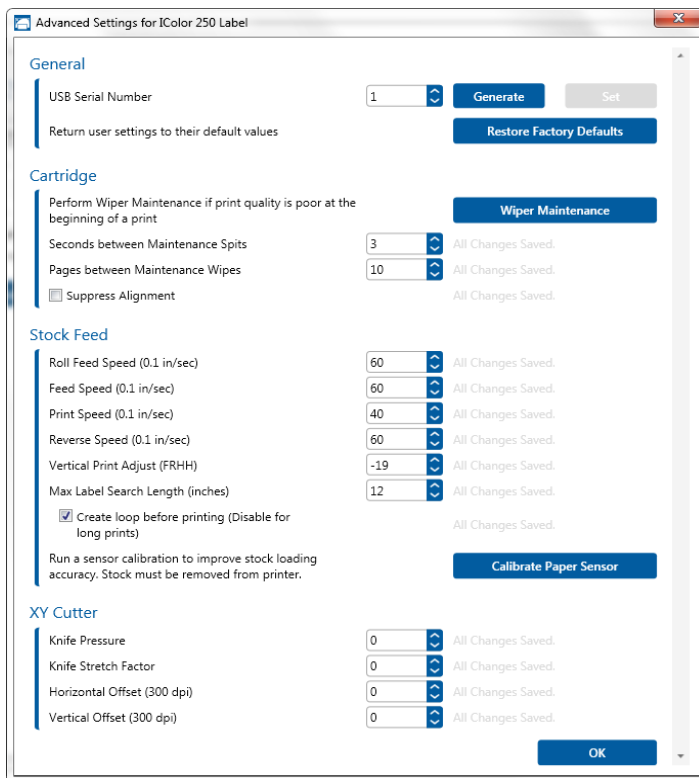 Advanced Settings for IColor 250 Label
General
USB Serial Number 1 Generate Set
Return user settings to their default values Restore Factory Defaults
Cartridge
Perform Wiper Maintenance if print quality is poor at the
beginning of a print Wiper Maintenance
Seconds between Maintenance Spits 3 All Changes Saved.
Pages between Maintenance Wipes 10 All Changes Saved.
Suppress Alignment All Changes Saved.
Stock Feed
Roll Feed Speed (0.1 in/sec) 60 All Changes Saved.
Feed Speed (0.1 in/sec) 60 All Changes Saved.
Print Speed (0.1 in/sec) 40 All Changes Saved.
Reverse Speed (0.1 in/sec) 60 All Changes Saved.
Vertical Print Adjust (FRHH) -19 All Changes Saved.
Max Label Search Length (inches) 12 All Changes Saved.
Create loop before printing (Disable for
long prints) All Changes Saved.
Run a sensor calibration to improve stock loading
accuracy. Stock must be removed from printer. Calibrate Paper Sensor
XY Cutter
Knife Pressure 0 All Changes Saved.
Knife Stretch Factor 0 All Changes Saved.
Horizontal Offset (300 dpi) 0 All Changes Saved.
Vertical Offset (300 dpi) 0 All Changes Saved.
OK